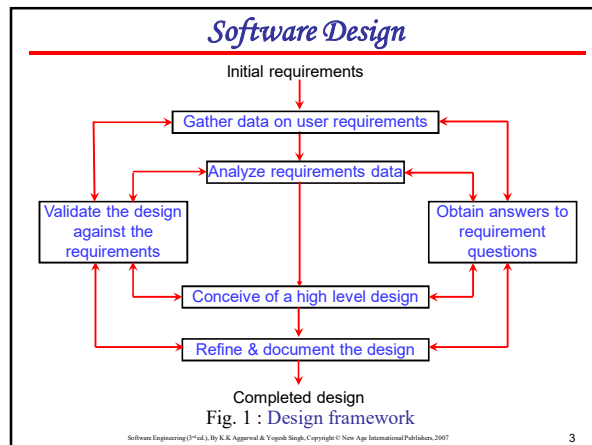 Software Design
Initial requirements
Gather data on user requirements
Analyze requirements data
Validate the design
against the
requirements
Obtain answers to
requirement
questions
Conceive of a high level design
Refine & document the design
Completed design
Fig. 1 : Design framework
Software Engineering (3rd ed.), By K.K Aggarwal & Yogesh Singh, Copyright © New Age International Publishers, 2007
3